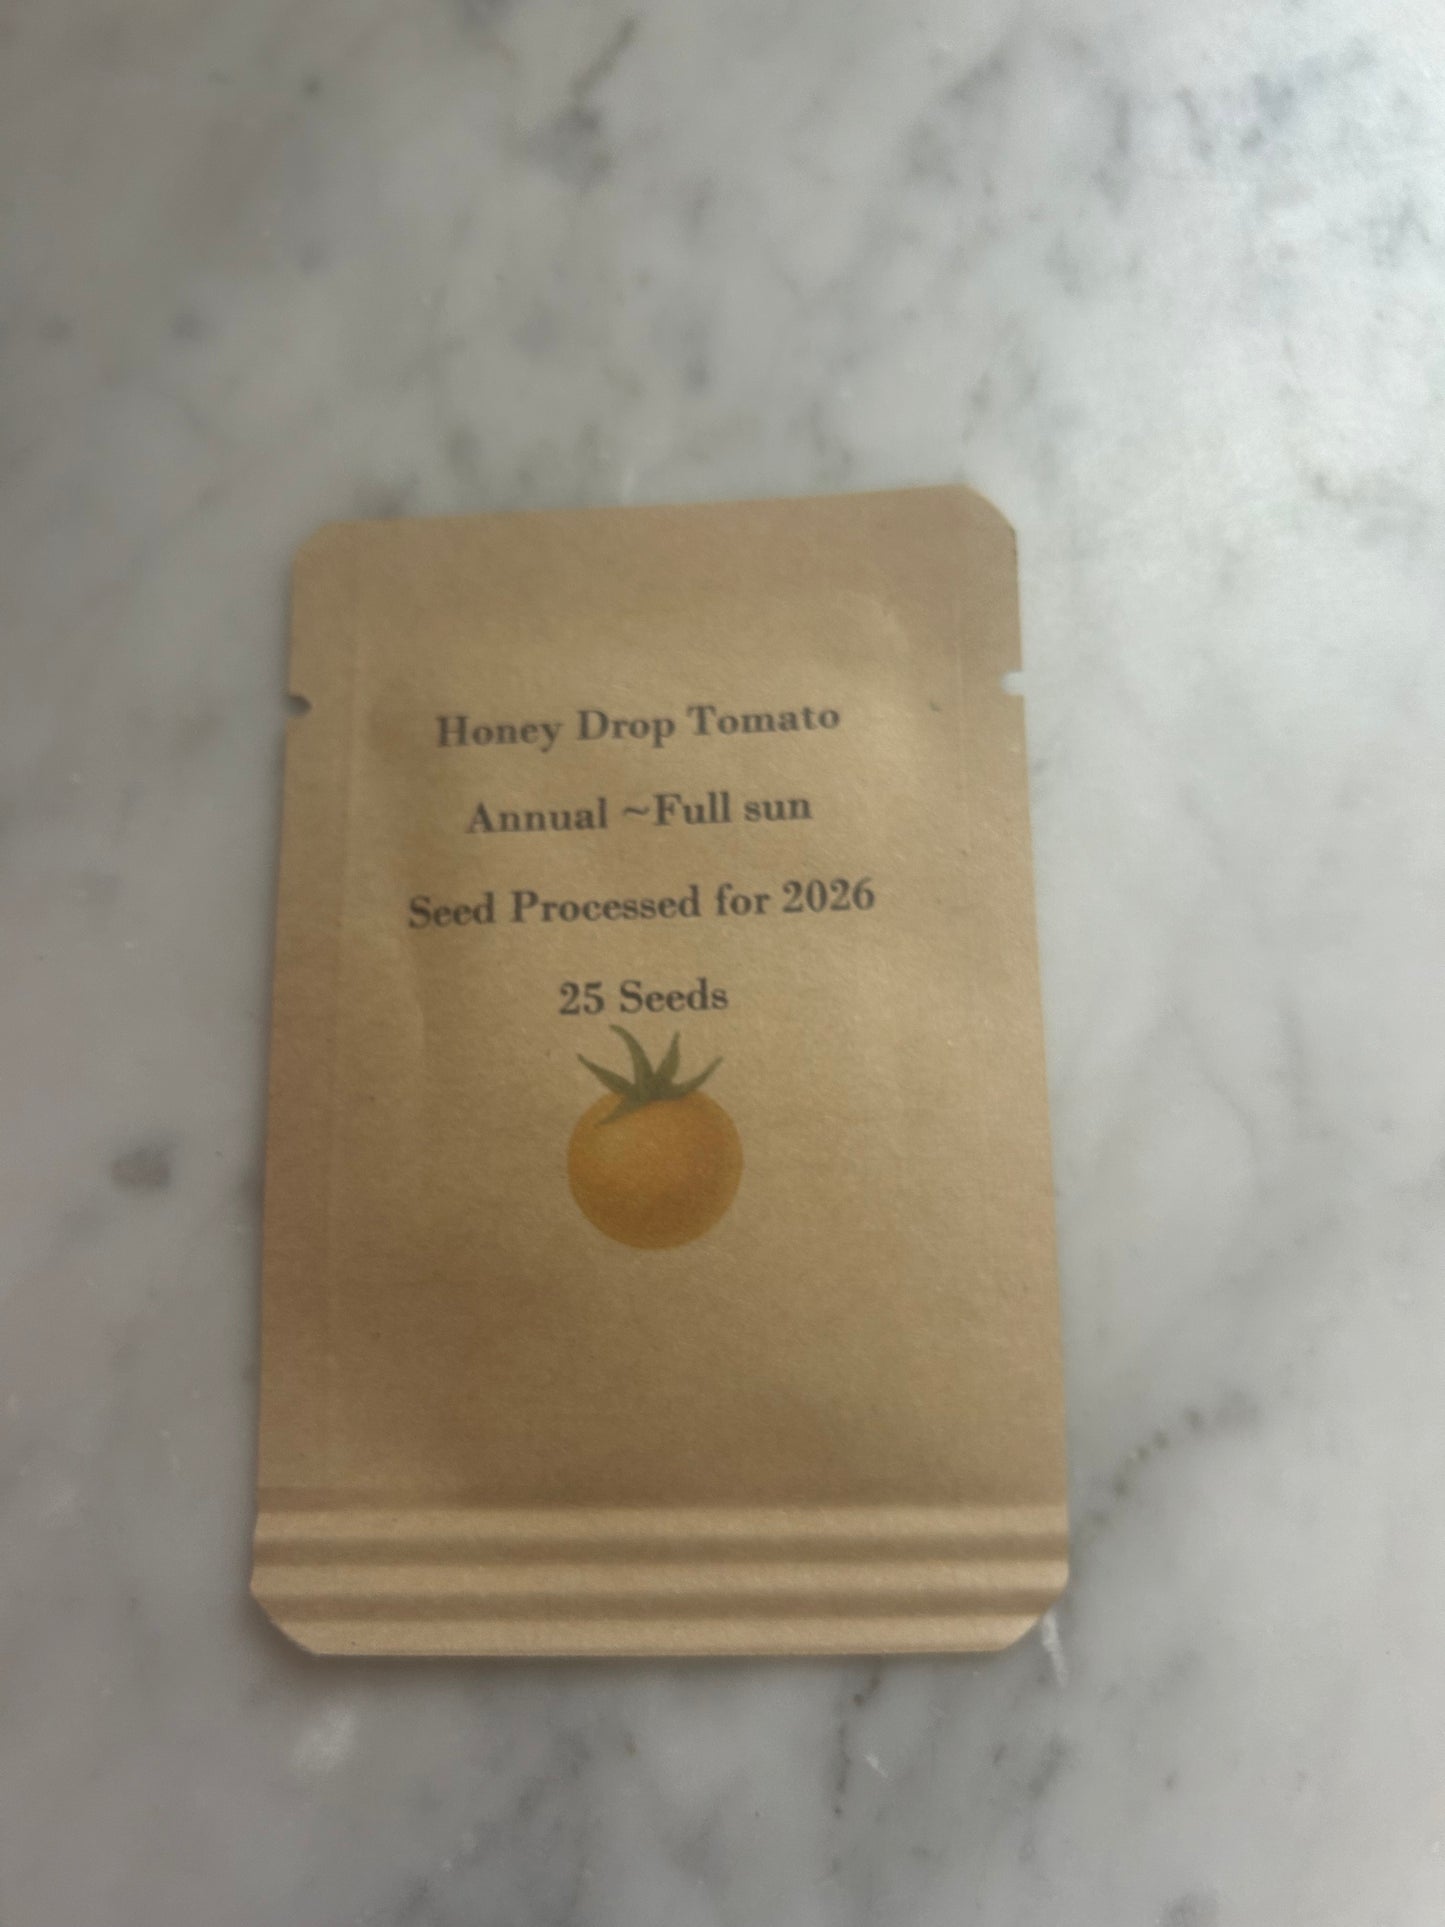 Honey Drop Tomato
Annual ~Full sun
Seed Processed for 2026
25 Seeds